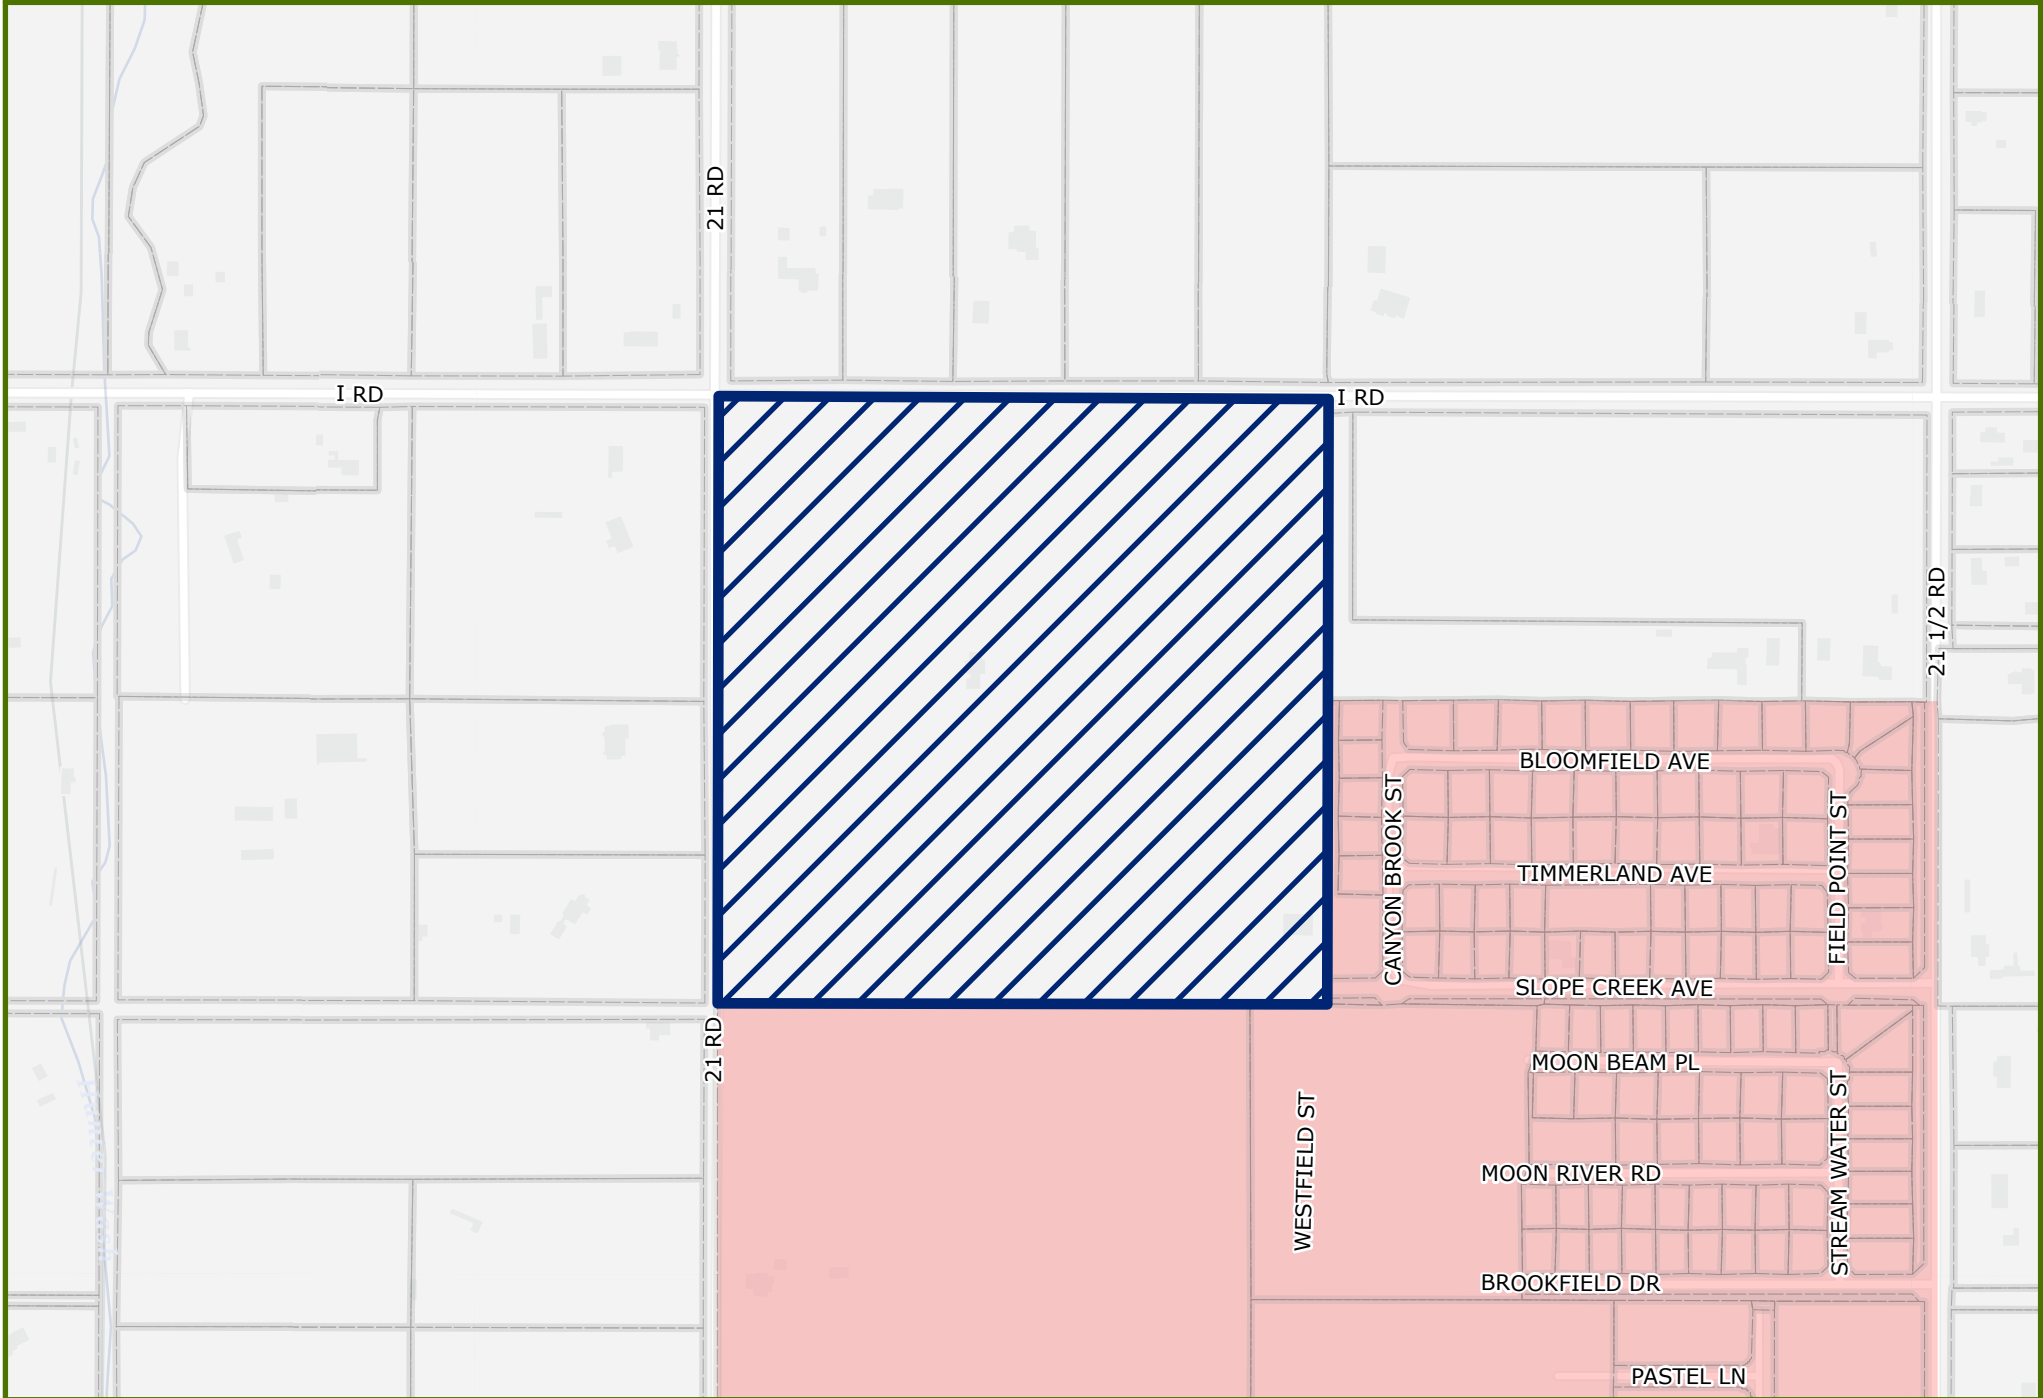 21 RD
I RD
I RD
21 1/2 RD
BLOOMFIELD AVE
CANYON BROOK ST
FIELD POINT ST
TIMMERLAND AVE
SLOPE CREEK AVE
21 RD
MOON BEAM PL
WESTFIELD ST
STREAM WATER ST
MOON RIVER RD
BROOKFIELD DR
PASTEL LN